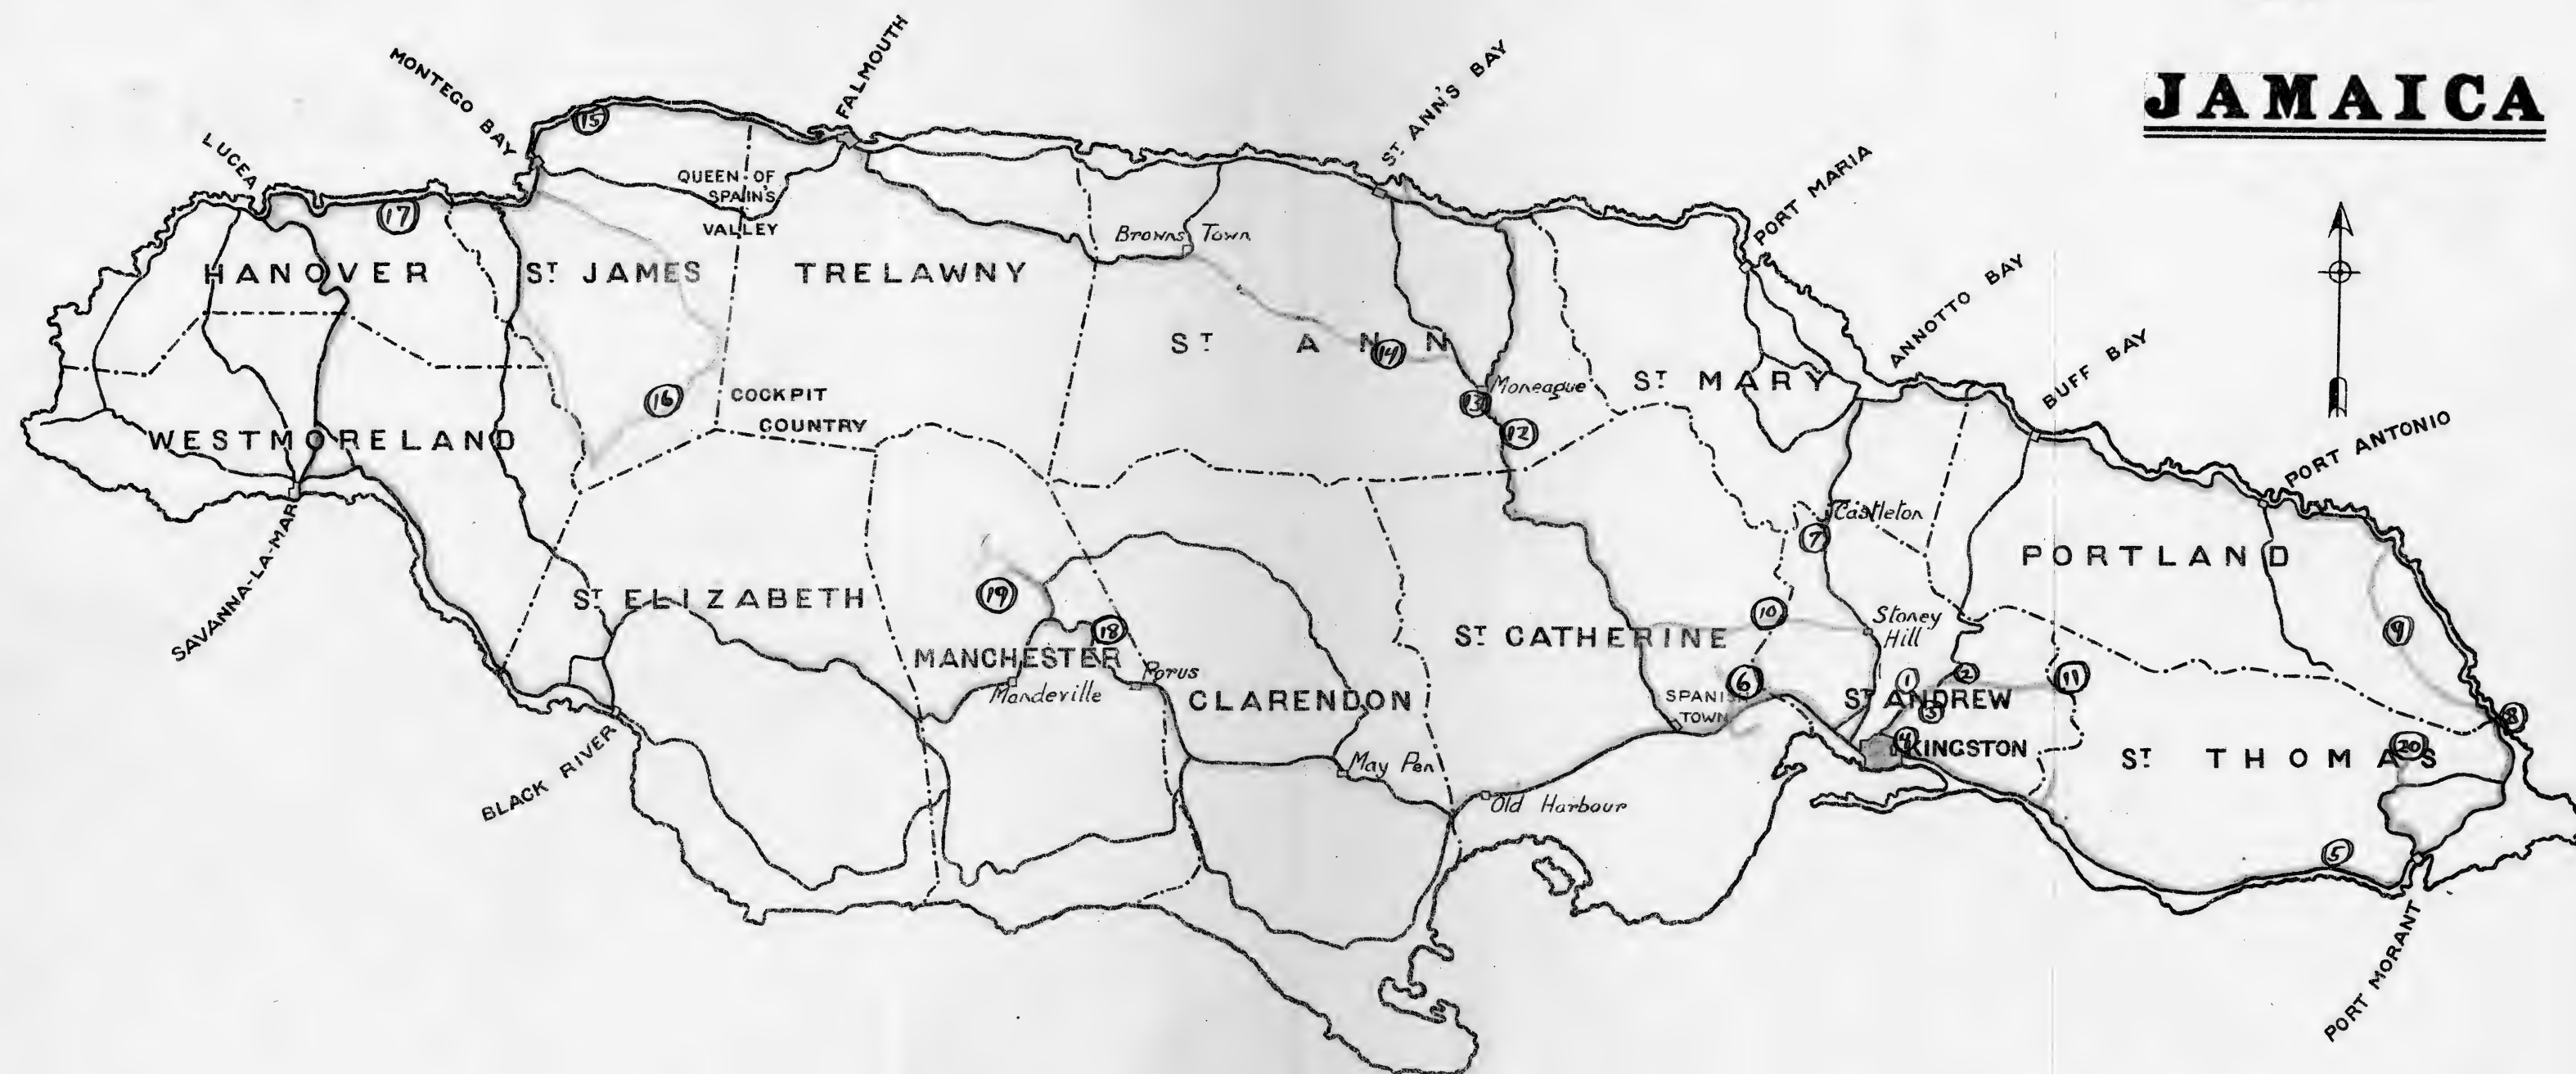 JAMAICA
MONTEGO BAY
FALMOUTH
ST ANN'S BAY
LUCEA
PORT MARIA
15
QUEEN OF
SPAIN'S
VALLEY
17
Browns Town
ANNOTTO BAY
HANOVER
ST JAMES
TRELAWNY
BUFF BAY
ST ANN
14
ST MARY
Moneague
13
12
16
COCKPIT
COUNTRY
WESTMORELAND
PORT ANTONIO
SAVANNA-LA-MAR
Castleton
7
PORTLAND
ST ELIZABETH
19
18
10
Stoney
Hill
9
ST CATHERINE
MANCHESTER
Porus
Mandeville
CLARENDON
6
SPANISH
TOWN
1
2
11
ST ANDREW
3
8
4
KINGSTON
20
ST THOMAS
May Pen
Old Harbour
BLACK RIVER
5
PORT MORANT